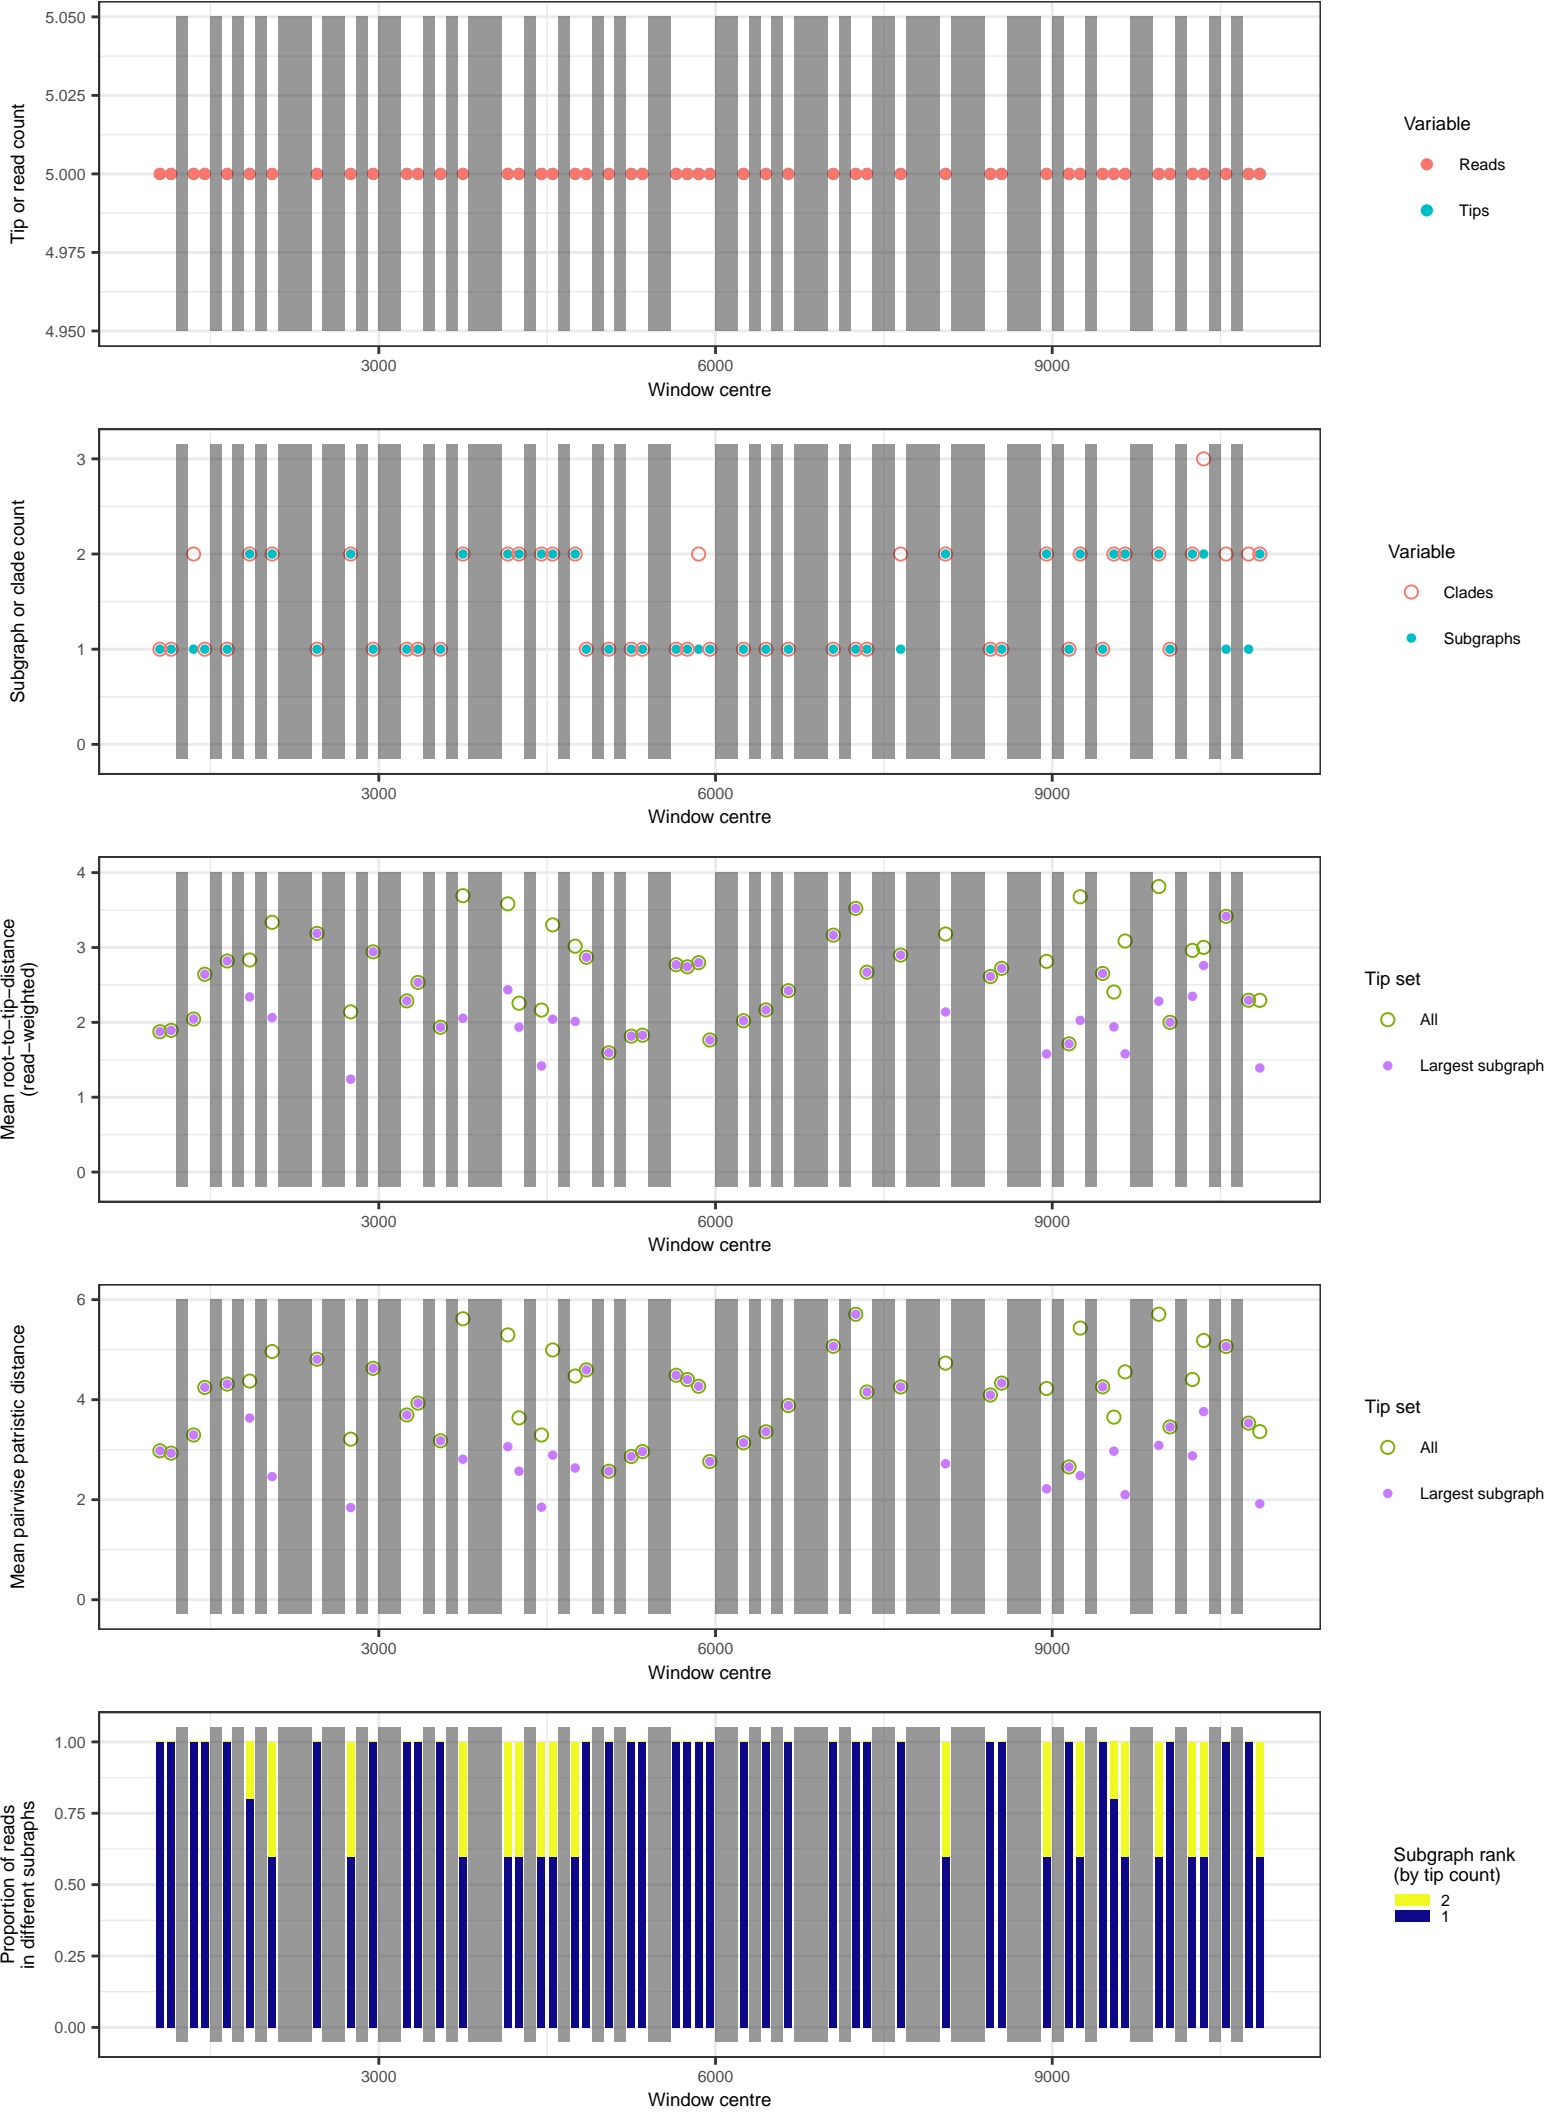 5.050
5.025
5.000
4.975
4.950
Tip or read count
3000
6000
9000
Window centre
Variable
Reads
Tips
3
2
1
0
Subgraph or clade count
3000
6000
9000
Window centre
Variable
Clades
Subgraphs
4
3
2
1
0
Mean root−to−tip−distance
(read−weighted)
3000
6000
9000
Window centre
Tip set
All
Largest subgraph
6
4
2
0
Mean pairwise patristic distance
3000
6000
9000
Window centre
Tip set
All
Largest subgraph
1.00
0.75
0.50
0.25
0.00
Proportion of reads
in different subraphs
3000
6000
9000
Window centre
Subgraph rank
(by tip count)
2
1